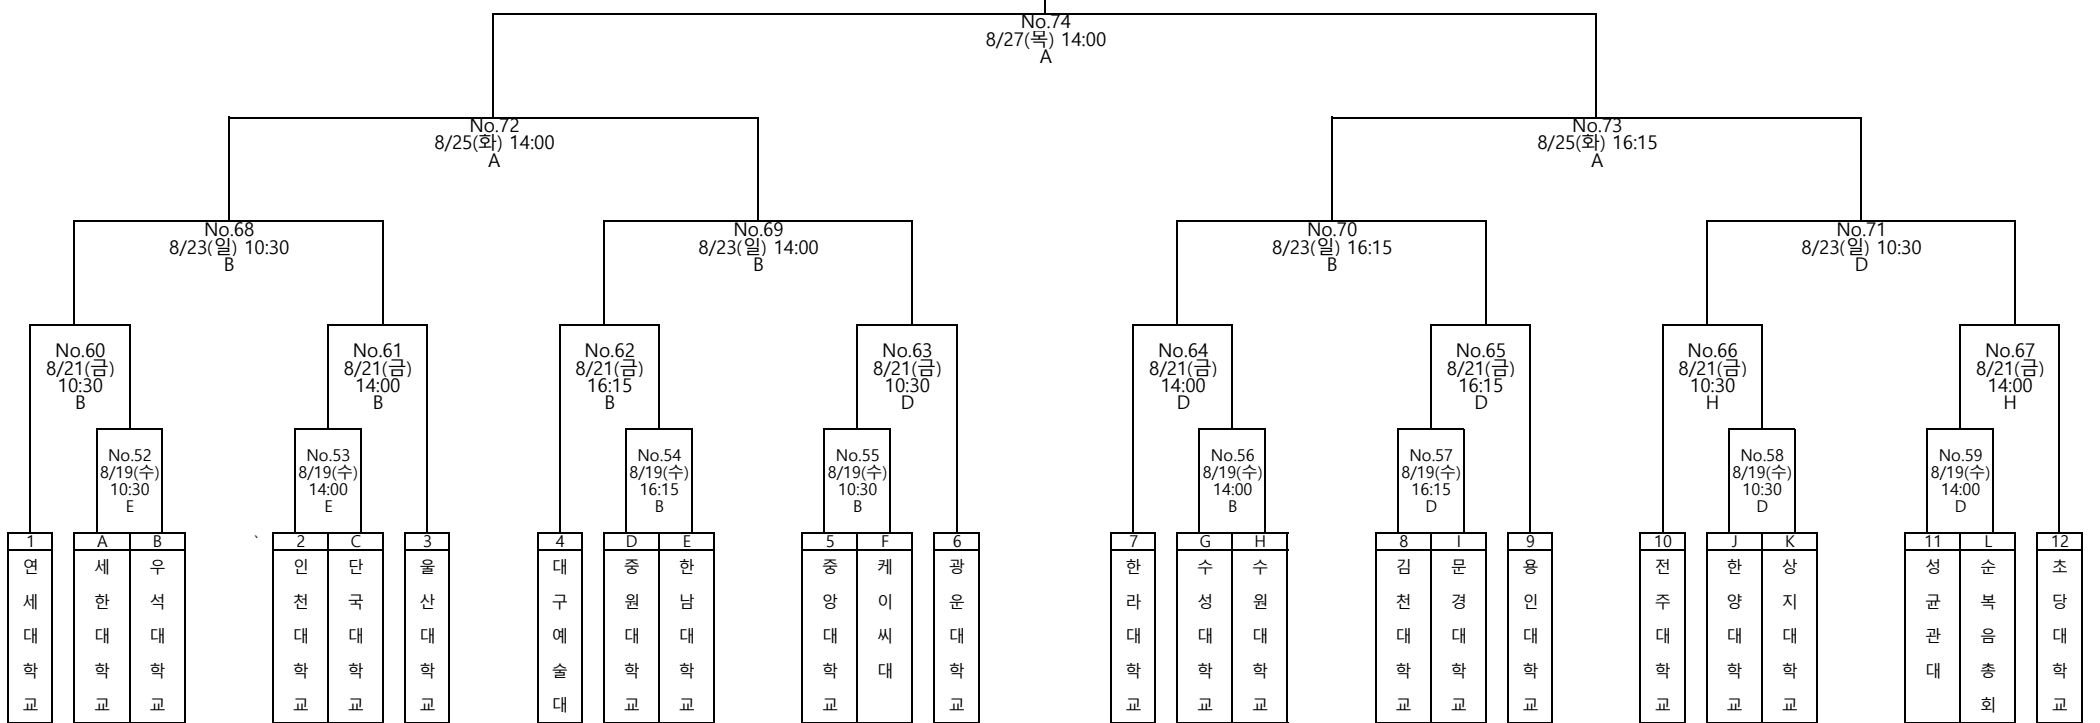 No.74
8/27(목) 14:00
A
No.72
8/25(화) 14:00
A
No.73
8/25(화) 16:15
A
No.68
8/23(일) 10:30
B
No.69
8/23(일) 14:00
B
No.70
8/23(일) 16:15
B
No.71
8/23(일) 10:30
D
No.60
8/21(금)
10:30
B
No.61
8/21(금)
14:00
B
No.62
8/21(금)
16:15
B
No.63
8/21(금)
10:30
D
No.64
8/21(금)
14:00
D
No.65
8/21(금)
16:15
D
No.66
8/21(금)
10:30
H
No.67
8/21(금)
14:00
H
No.52
8/19(수)
10:30
E
No.53
8/19(수)
14:00
E
No.54
8/19(수)
16:15
B
No.55
8/19(수)
10:30
B
No.56
8/19(수)
14:00
B
No.57
8/19(수)
16:15
D
No.58
8/19(수)
10:30
D
No.59
8/19(수)
14:00
D
1
연세대학교
A
세한대학교
B
우석대학교
`
2
인천대학교
C
단국대학교
3
울산대학교
4
대구예술대
D
중원대학교
E
한남대학교
5
중앙대학교
F
케이씨대
6
광운대학교
7
한라대학교
G
수성대학교
H
수원대학교
8
김천대학교
I
문경대학교
9
용인대학교
10
전주대학교
J
한양대학교
K
상지대학교
11
성균관대
L
순복음총회
12
초당대학교